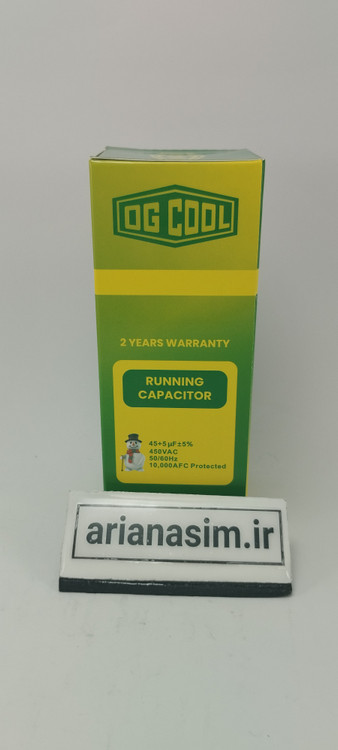 OG COOL
2 YEARS WARRANTY
RUNNING
CAPACITOR
45+5µF±5%
450VAC
50/60Hz
10,000AFC Protected
arianasim.ir